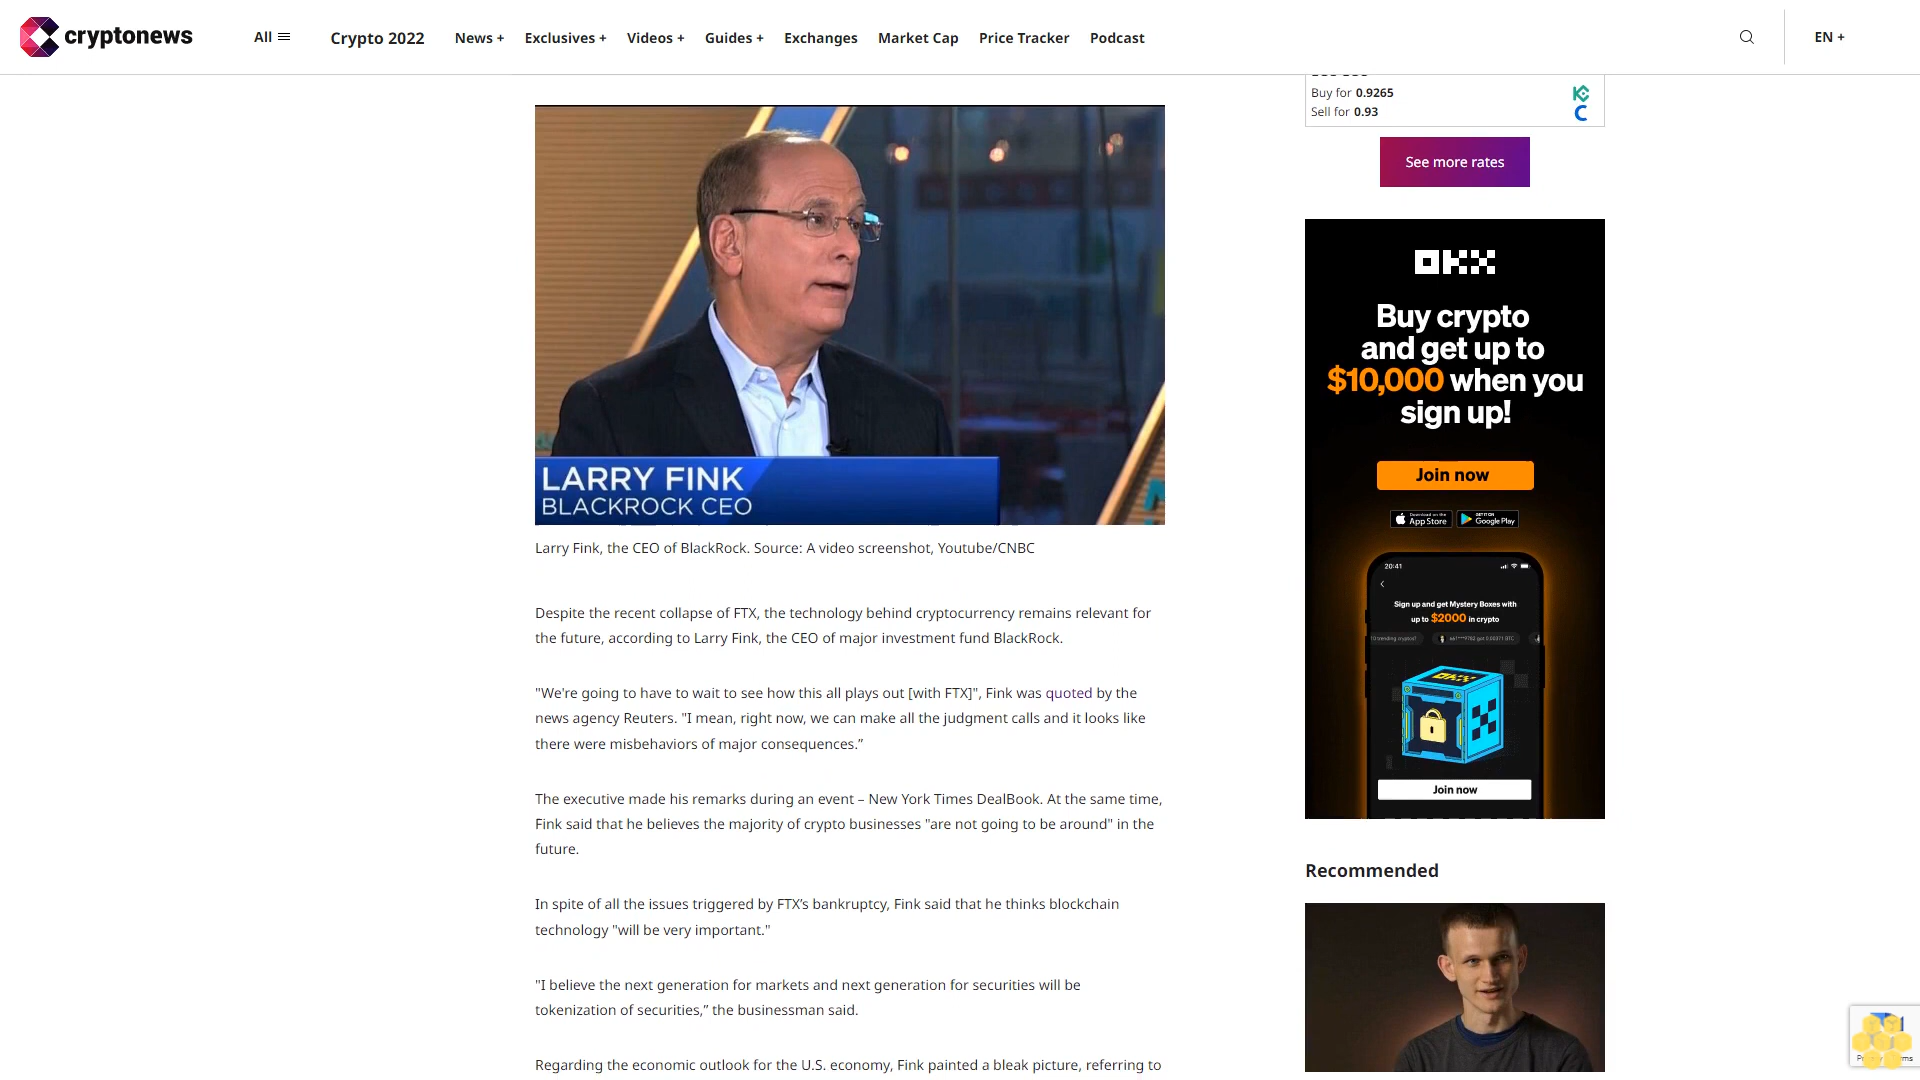 cryptonews
All
Crypto 2022
News +
Exclusives +
Videos +
Guides +
Exchanges
Market Cap
Price Tracker
Podcast
EN +
Buy for 0.9265
Sell for 0.93
See more rates
LARRY FINK
BLACKROCK CEO
Larry Fink, the CEO of BlackRock. Source: A video screenshot, Youtube/CNBC
Despite the recent collapse of FTX, the technology behind cryptocurrency remains relevant for
the future, according to Larry Fink, the CEO of major investment fund BlackRock.
"We're going to have to wait to see how this all plays out [with FTX]", Fink was quoted by the
news agency Reuters. "I mean, right now, we can make all the judgment calls and it looks like
there were misbehaviors of major consequences.”
The executive made his remarks during an event – New York Times DealBook. At the same time,
Fink said that he believes the majority of crypto businesses "are not going to be around" in the
future.
In spite of all the issues triggered by FTX’s bankruptcy, Fink said that he thinks blockchain
technology "will be very important."
"I believe the next generation for markets and next generation for securities will be
tokenization of securities,” the businessman said.
Regarding the economic outlook for the U.S. economy, Fink painted a bleak picture, referring to
OKX
Buy crypto
and get up to
$10,000 when you
sign up!
Join now
Download on the
App Store
GET IT ON
Google Play
20:41
Sign up and get Mystery Boxes with
up to $2000 in crypto
OKX
Join now
Recommended